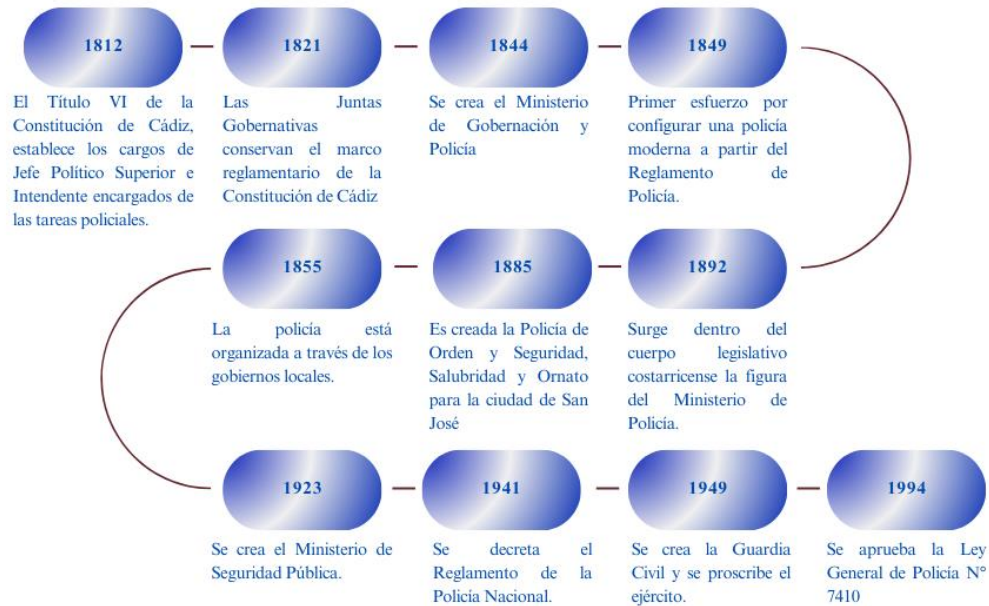 1812
El Título VI de la
Constitución de Cádiz,
establece los cargos de
Jefe Político Superior e
Intendente encargados de
las tareas policiales.
1821
Las Juntas
Gobernativas
conservan el marco
reglamentario de la
Constitución de Cádiz
1844
Se crea el Ministerio
de Gobernación y
Policía
1849
Primer esfuerzo por
configurar una policía
moderna a partir del
Reglamento de
Policía.
1855
La policía está
organizada a través de los
gobiernos locales.
1885
Es creada la Policía de
Orden y Seguridad,
Salubridad y Ornato
para la ciudad de San
José
1892
Surge dentro del
cuerpo legislativo
costarricense la figura
del Ministerio de
Policía.
1923
Se crea el Ministerio de
Seguridad Pública.
1941
Se decreta el
Reglamento de la
Policía Nacional.
1949
Se crea la Guardia
Civil y se proscribe el
ejército.
1994
Se aprueba la Ley
General de Policía N°
7410